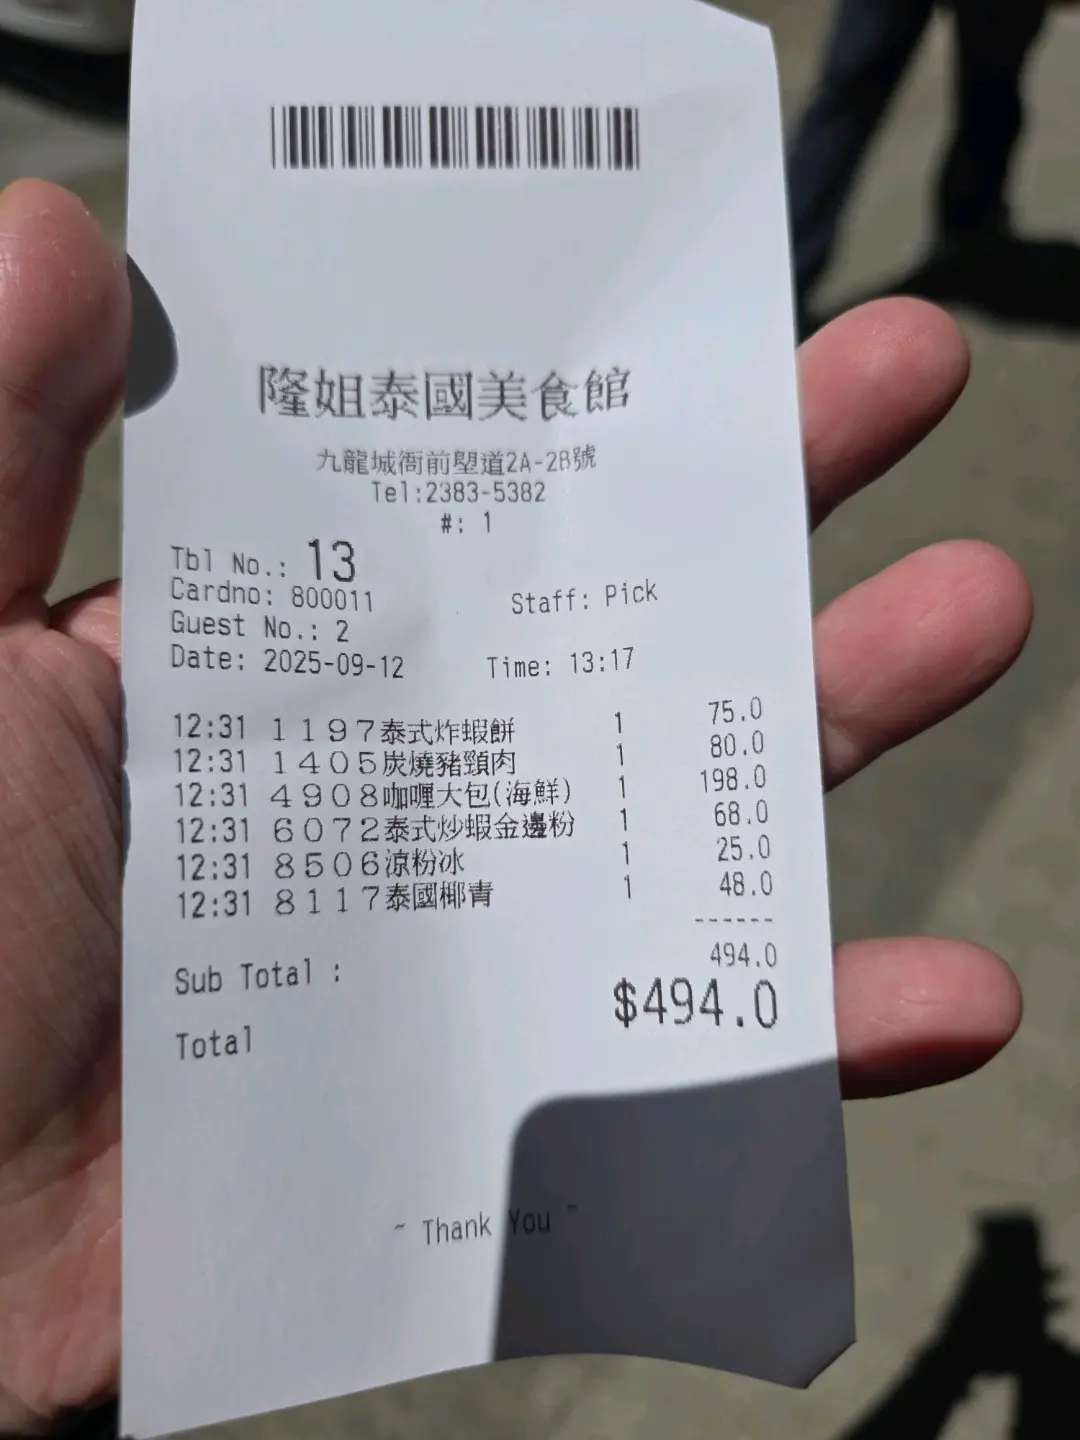 隆姐泰國美食館
九龍城衙前塱道2A-2B號
Tel:2383-5382
#: 1
Tbl No.: 13
Cardno: 800011 Staff: Pick
Guest No.: 2
Date: 2025-09-12 Time: 13:17
12:31 1197泰式炸蝦餅 1 75.0
12:31 1405炭燒豬頸肉 1 80.0
12:31 4908咖喱大包(海鮮) 1 198.0
12:31 6072泰式炒蝦金邊粉 1 68.0
12:31 8506涼粉冰 1 25.0
12:31 8117泰國椰青 1 48.0
------
Sub Total : 494.0
Total $494.0
~ Thank You ~